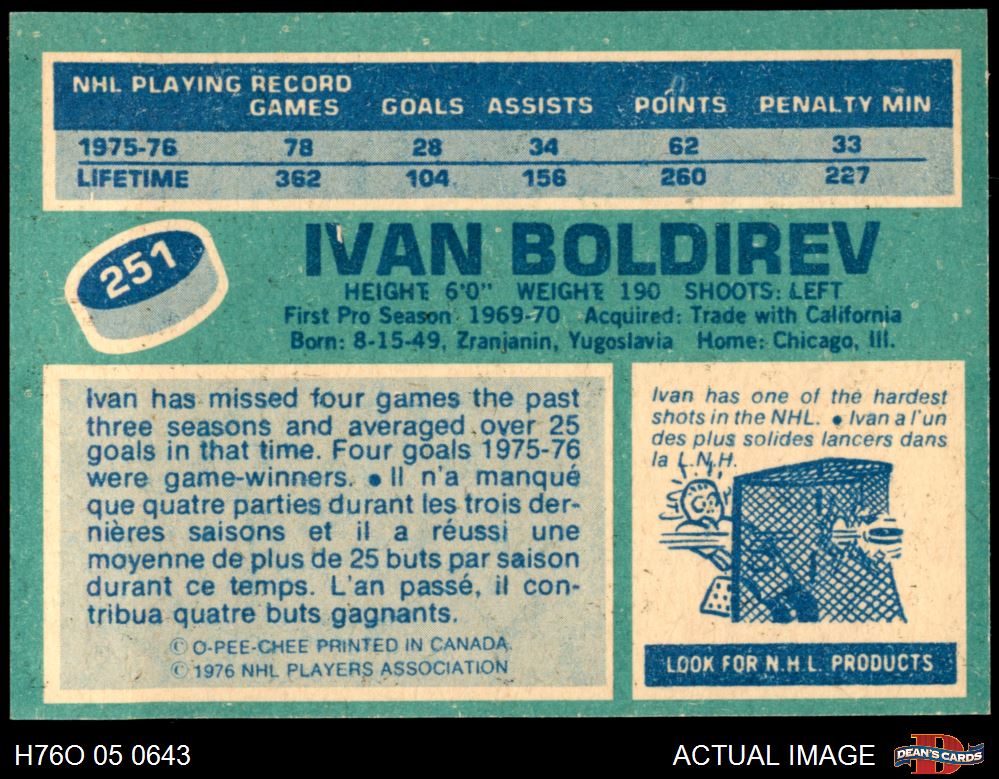 NHL PLAYING RECORD
GAMES GOALS ASSISTS POINTS PENALTY MIN
1975-76 78 28 34 62 33
LIFETIME 362 104 156 260 227
251
IVAN BOLDIREV
HEIGHT 6'0" WEIGHT 190 SHOOTS: LEFT
First Pro Season 1969-70 Acquired: Trade with California
Born: 8-15-49, Zranjanin, Yugoslavia Home: Chicago, Ill.
Ivan has missed four games the past
three seasons and averaged over 25
goals in that time. Four goals 1975-76
were game-winners. • Il n'a manqué
que quatre parties durant les trois der-
nières saisons et il a réussi une
moyenne de plus de 25 buts par saison
durant ce temps. L'an passé, il con-
tribua quatre buts gagnants.
© O-PEE-CHEE PRINTED IN CANADA.
© 1976 NHL PLAYERS ASSOCIATION
Ivan has one of the hardest
shots in the NHL. • Ivan a l'un
des plus solides lancers dans
la L.N.H.
LOOK FOR N.H.L. PRODUCTS
H76O 05 0643
ACTUAL IMAGE
DEAN'S CARDS